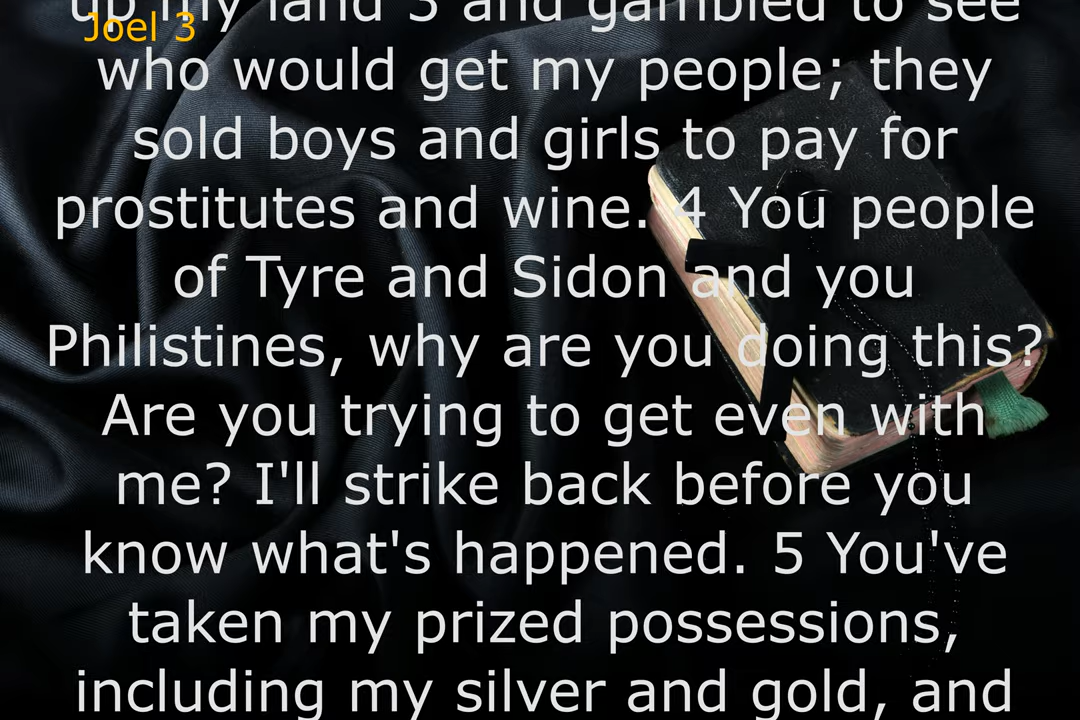 up my land 3 and gambled to see
Joel 3
who would get my people; they
sold boys and girls to pay for
prostitutes and wine. 4 You people
of Tyre and Sidon and you
Philistines, why are you doing this?
Are you trying to get even with
me? I'll strike back before you
know what's happened. 5 You've
taken my prized possessions,
including my silver and gold, and